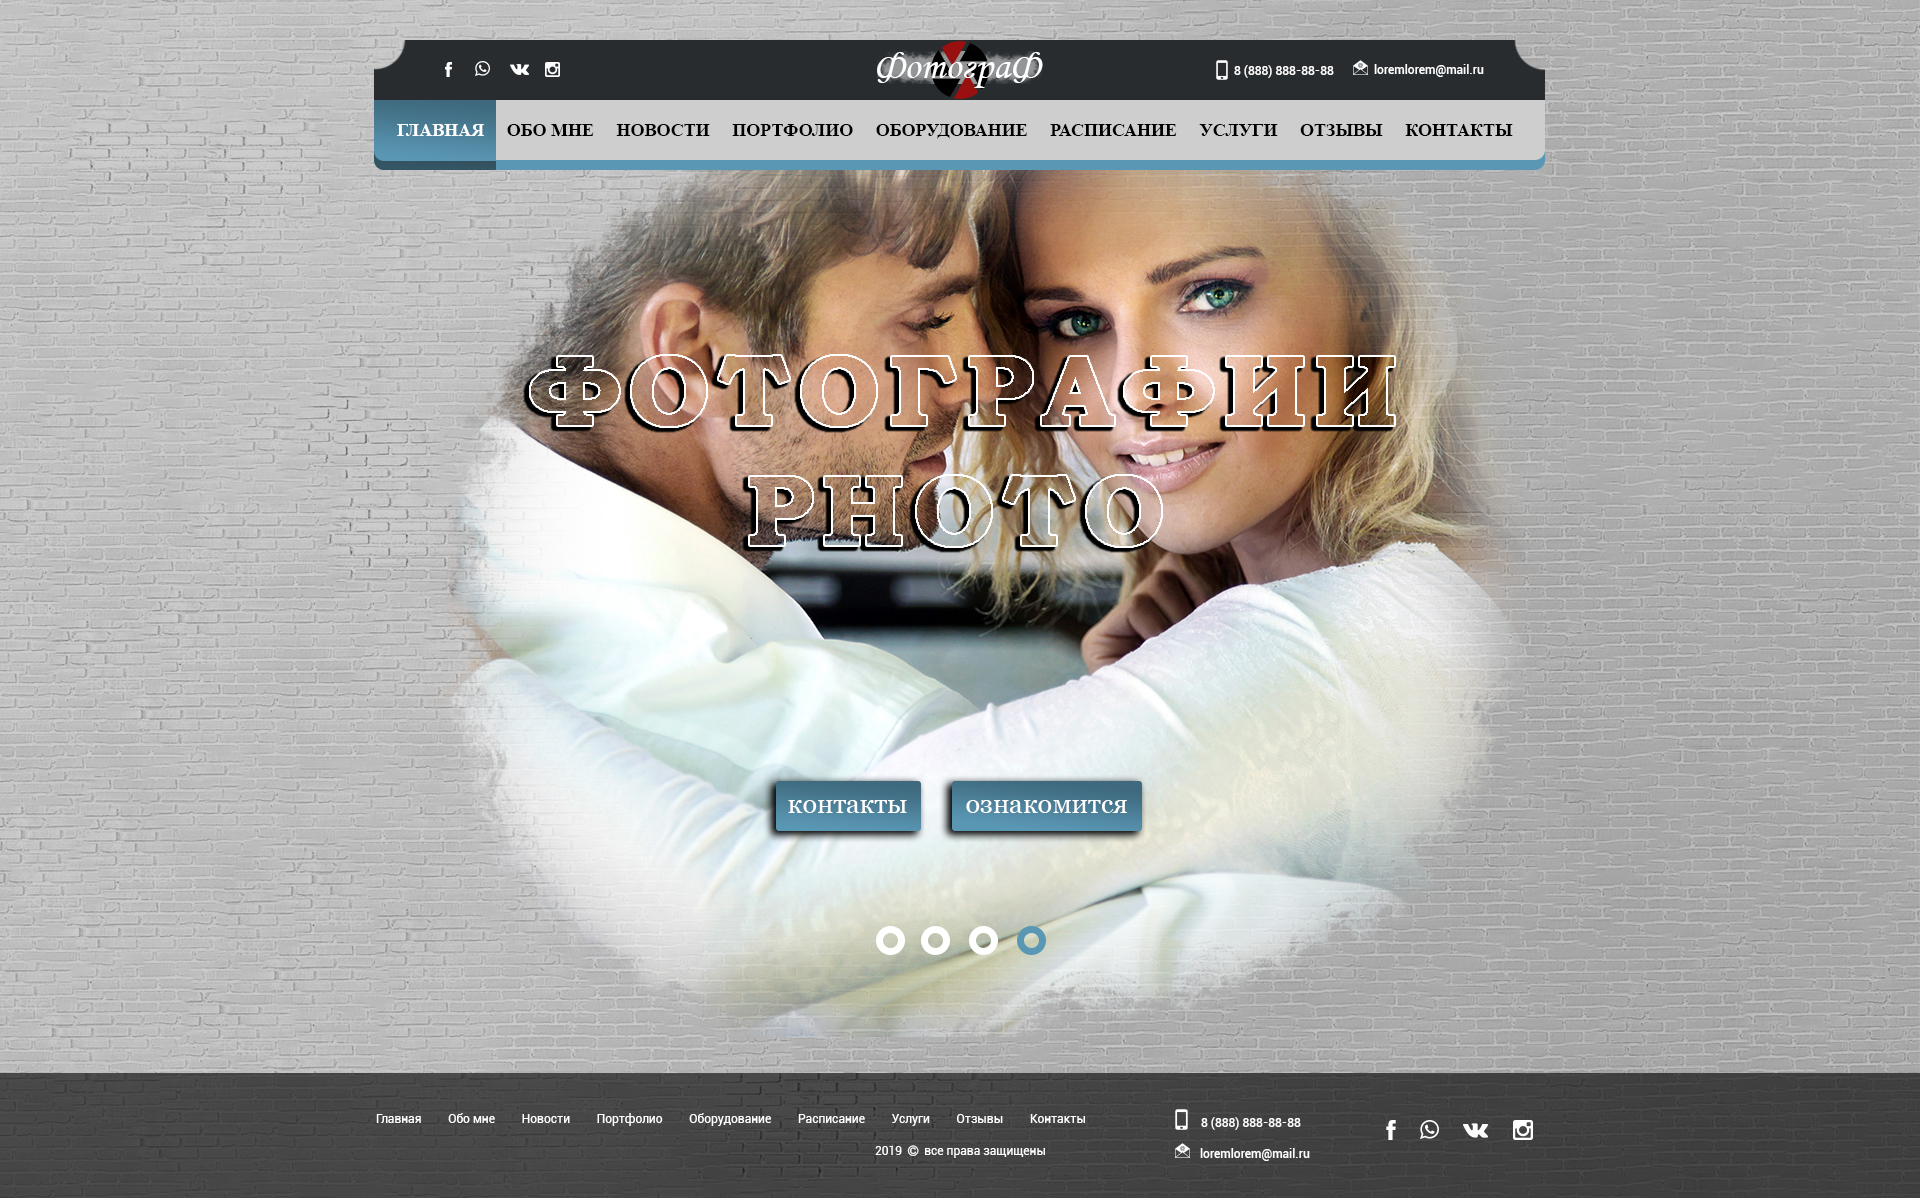 ФотограФ
8 (888) 888-88-88 loremlorem@mail.ru
ГЛАВНАЯ ОБО МНЕ НОВОСТИ ПОРТФОЛИО ОБОРУДОВАНИЕ РАСПИСАНИЕ УСЛУГИ ОТЗЫВЫ КОНТАКТЫ
ФОТОГРАФИИ
PHOTO
контакты ознакомится
Главная Обо мне Новости Портфолио Оборудование Расписание Услуги Отзывы Контакты
8 (888) 888-88-88
2019 © все права защищены
loremlorem@mail.ru